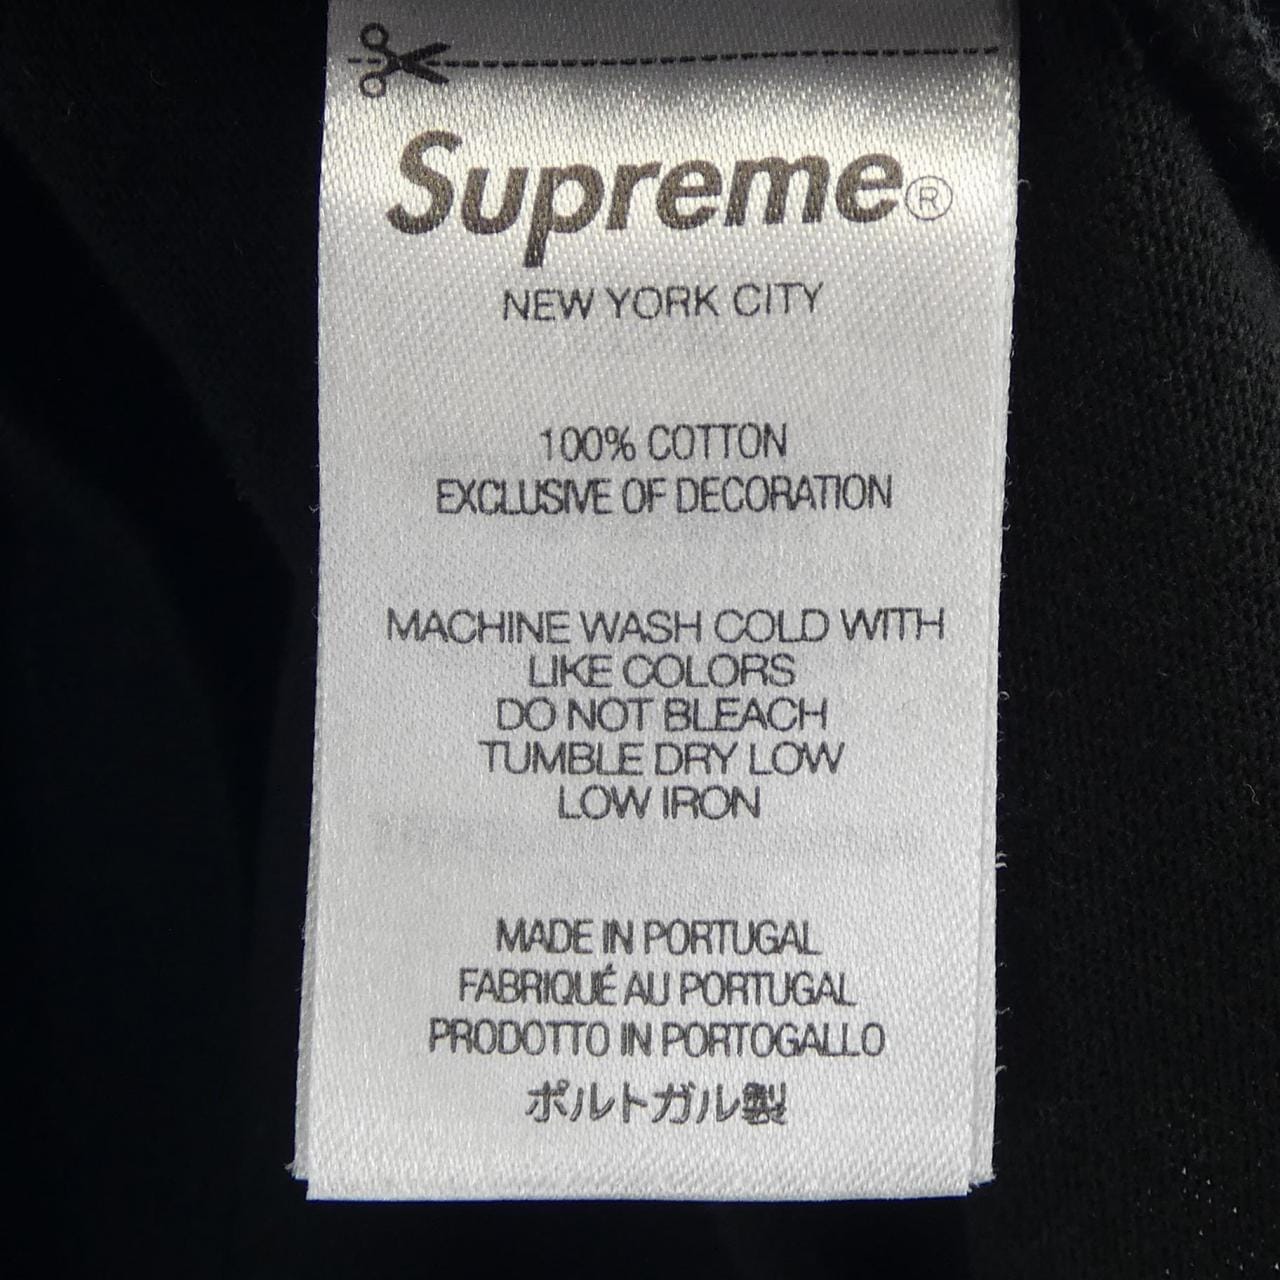 Supreme®
NEW YORK CITY
100% COTTON
EXCLUSIVE OF DECORATION
MACHINE WASH COLD WITH
LIKE COLORS
DO NOT BLEACH
TUMBLE DRY LOW
LOW IRON
MADE IN PORTUGAL
FABRIQUÉ AU PORTUGAL
PRODOTTO IN PORTOGALLO
ポルトガル製